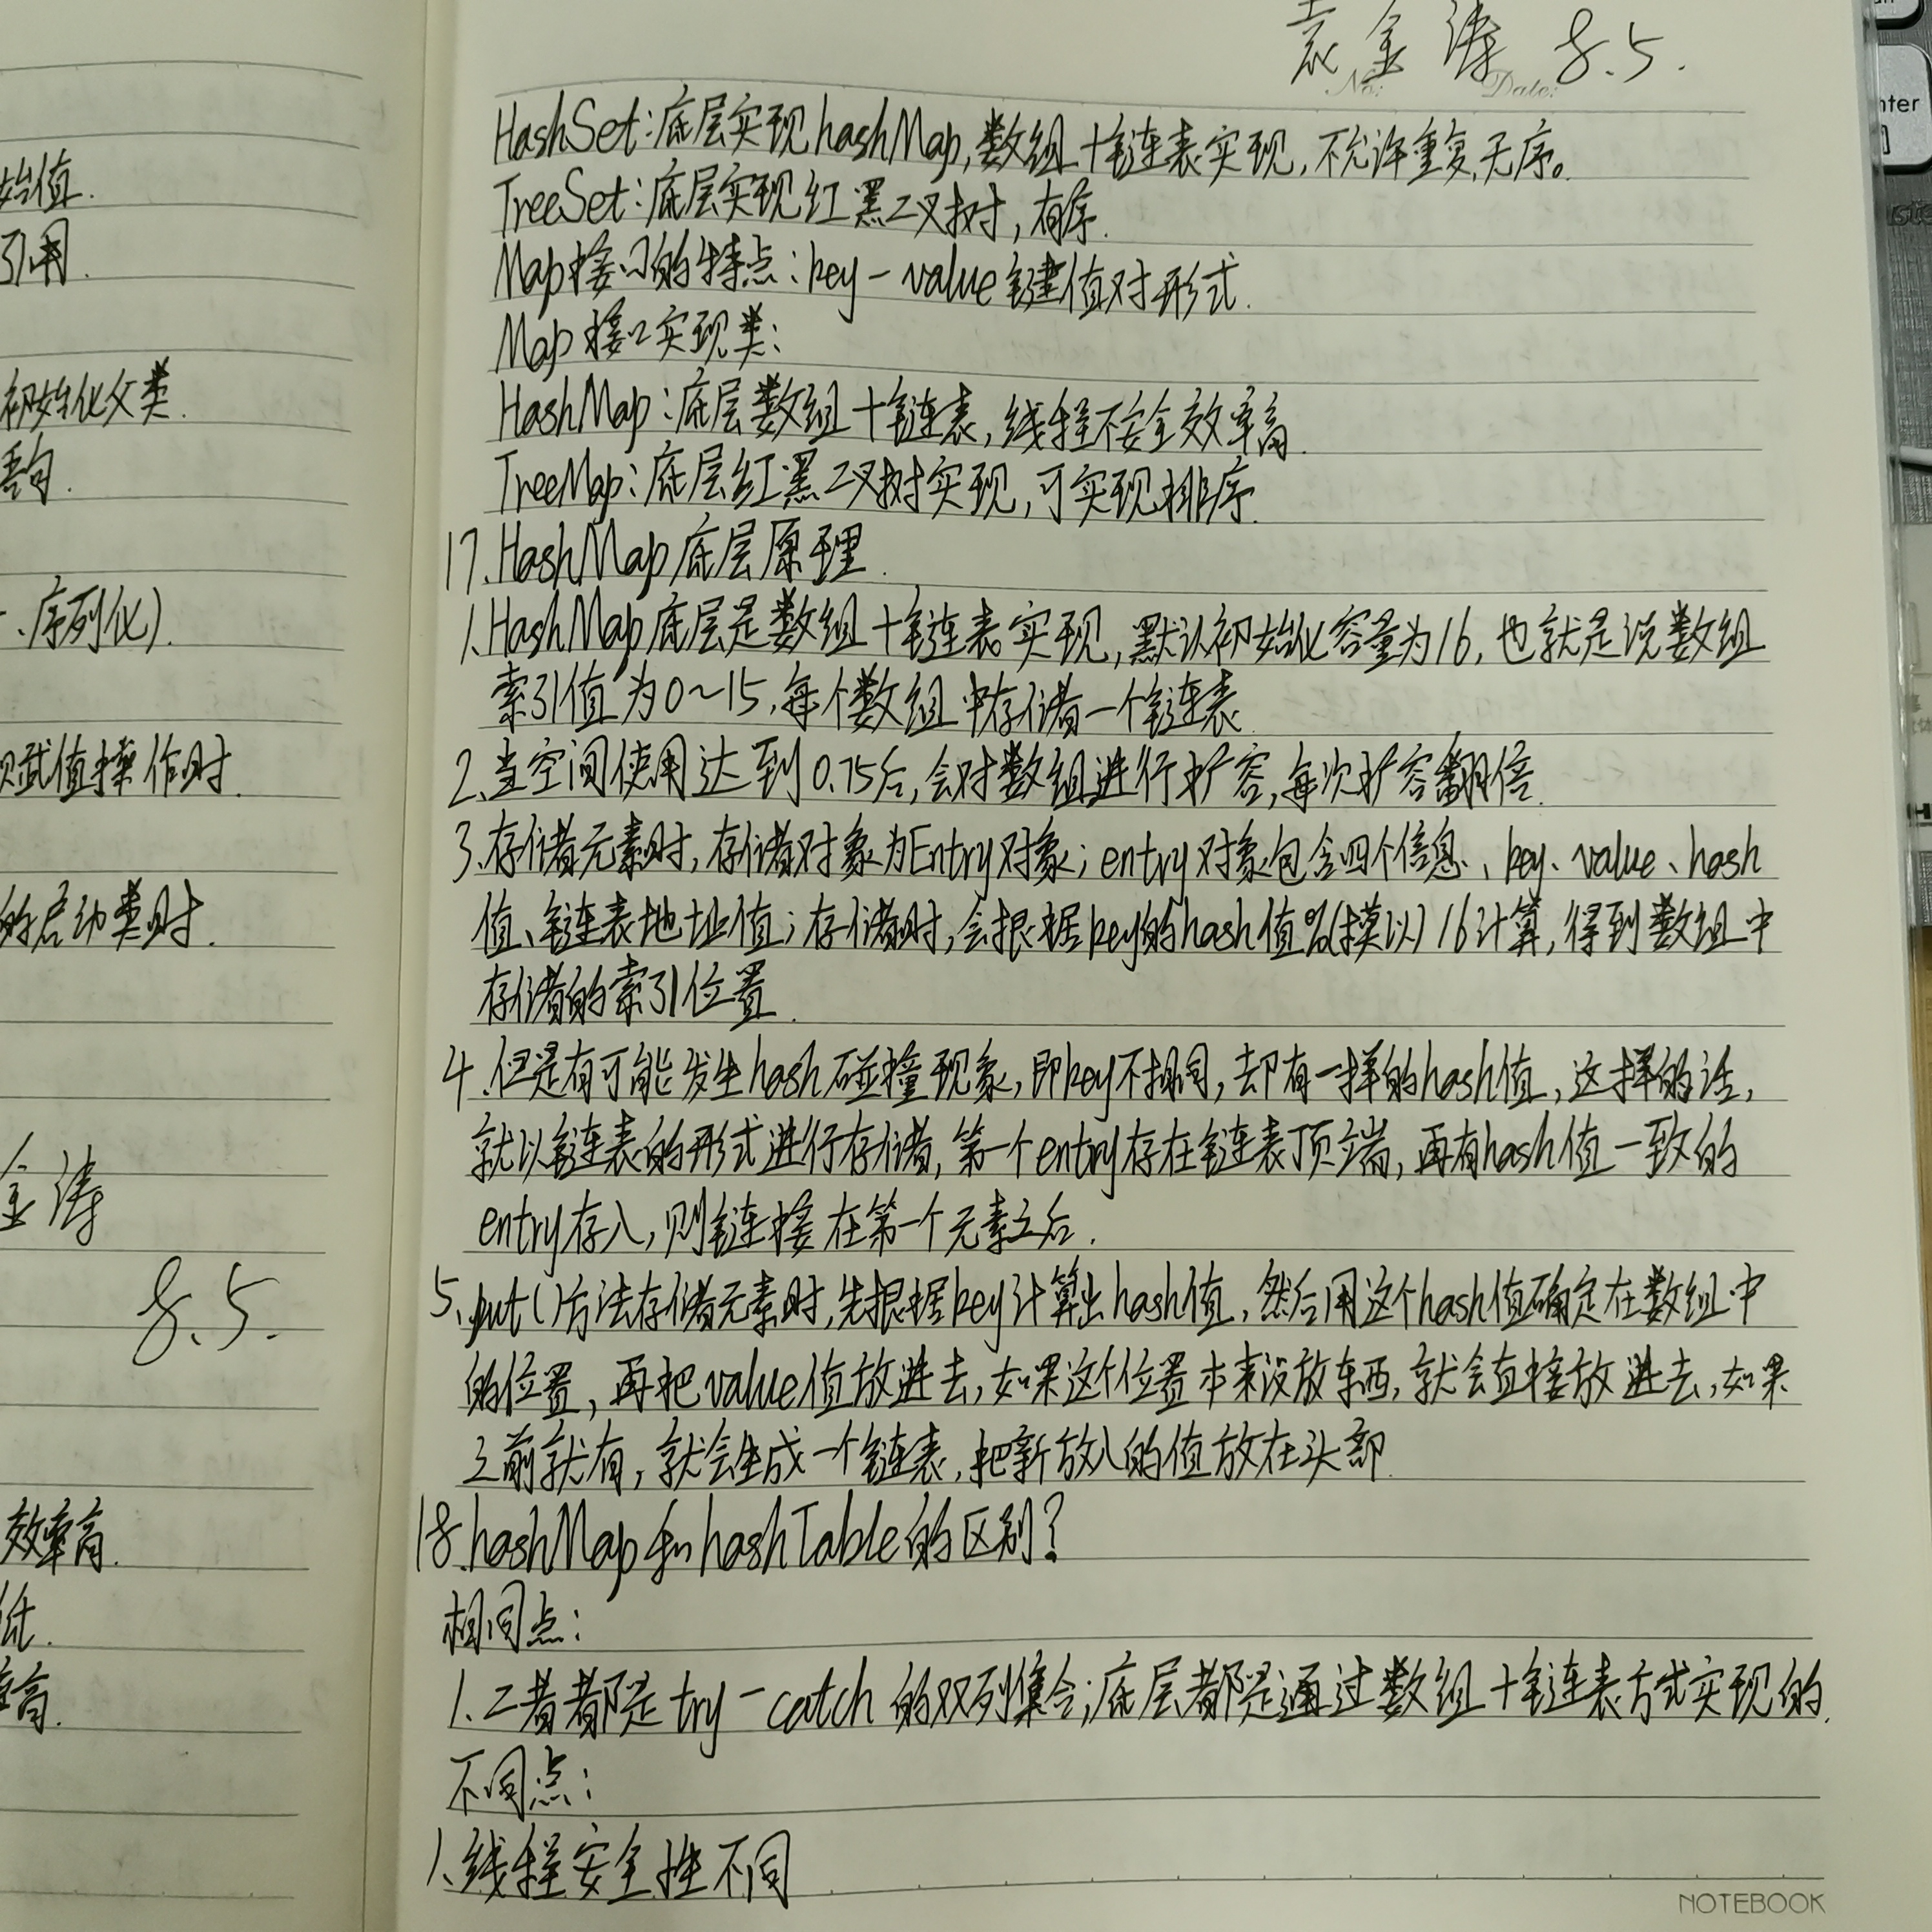 始值.
引用.
初始化父类.
语句.
、序列化).
赋值操作时.
的启动类时.
金涛
8.5.
效率高.
低.
高.
袁金涛 8.5.
No:
Date:
HashSet:底层实现hashMap,数组+链表实现,不允许重复,无序。
TreeSet:底层实现红黑二叉树,有序.
Map接口的特点:key-value键值对形式.
Map接口实现类:
HashMap:底层数组+链表,线程不安全效率高.
TreeMap:底层红黑二叉树实现,可实现排序.
17.HashMap底层原理.
1.HashMap底层是数组+链表实现,默认初始化容量为16,也就是说数组
索引值为0~15,每个数组中存储着一个链表.
2、当空间使用达到0.75后,会对数组进行扩容,每次扩容翻倍.
3.存储元素时,存储对象为Entry对象;entry对象包含四个信息、key、value、hash
值、链表地址值;存储时,会根据key的hash值%(摸以)16计算,得到数组中
存储的索引位置.
4.但是有可能发生hash碰撞现象,即key不相同,却有一样的hash值,这样的话,
就以链表的形式进行存储,第一个entry存在链表顶端,再有hash值一致的
entry存入,则链接在第一个元素之后.
5、put()方法存储元素时,先根据key计算出hash值,然后用这个hash值确定在数组中
的位置,再把value值放进去,如果这个位置本来没放东西,就会直接放进去,如果
之前就有,就会生成一个链表,把新放入的值放在头部.
18.hashMap和hashTable的区别?
相同点:
1.二者都是try-catch的双列集合;底层都是通过数组+链表方式实现的.
不同点:
1、线程安全性不同
NOTEBOOK